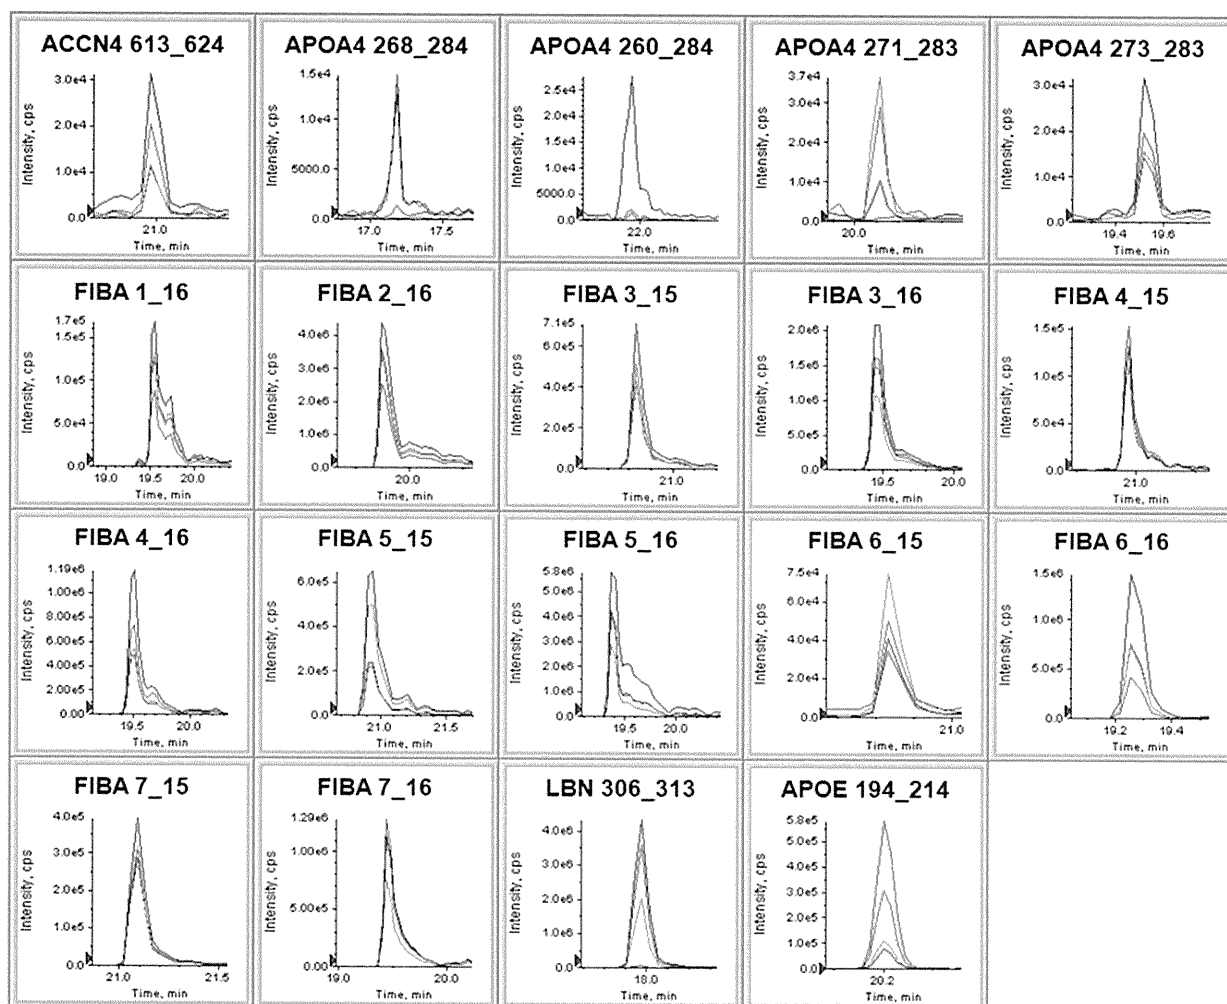 ACCN4 613_624
Intensity, cps
3.0e4
2.0e4
1.0e4
0.0
21.0
Time, min
APOA4 268_284
Intensity, cps
1.5e4
1.0e4
5000.0
0.0
17.0 17.5
Time, min
APOA4 260_284
Intensity, cps
2.5e4
2.0e4
1.5e4
1.0e4
5000.0
0.0
22.0
Time, min
APOA4 271_283
Intensity, cps
3.7e4
3.0e4
2.0e4
1.0e4
0.0
20.0
Time, min
APOA4 273_283
Intensity, cps
3.0e4
2.0e4
1.0e4
0.0
19.4 19.6
Time, min
FIBA 1_16
Intensity, cps
1.7e5
1.5e5
1.0e5
5.0e4
0.0
19.0 19.5 20.0
Time, min
FIBA 2_16
Intensity, cps
4.0e6
3.0e6
2.0e6
1.0e6
0.0
20.0
Time, min
FIBA 3_15
Intensity, cps
7.1e5
6.0e5
4.0e5
2.0e5
0.0
21.0
Time, min
FIBA 3_16
Intensity, cps
2.0e6
1.5e6
1.0e6
5.0e5
0.0
19.5 20.0
Time, min
FIBA 4_15
Intensity, cps
1.5e5
1.0e5
5.0e4
0.0
21.0
Time, min
FIBA 4_16
Intensity, cps
1.19e6
1.00e6
8.00e5
6.00e5
4.00e5
2.00e5
0.00
19.5 20.0
Time, min
FIBA 5_15
Intensity, cps
6.0e5
4.0e5
2.0e5
0.0
21.0 21.5
Time, min
FIBA 5_16
Intensity, cps
5.8e6
5.0e6
4.0e6
3.0e6
2.0e6
1.0e6
0.0
19.5 20.0
Time, min
FIBA 6_15
Intensity, cps
7.5e4
6.0e4
4.0e4
2.0e4
0.0
21.0
Time, min
FIBA 6_16
Intensity, cps
1.5e6
1.0e6
5.0e5
0.0
19.2 19.4
Time, min
FIBA 7_15
Intensity, cps
4.0e5
3.0e5
2.0e5
1.0e5
0.0
21.0 21.5
Time, min
FIBA 7_16
Intensity, cps
1.29e6
1.00e6
5.00e5
0.00
19.0 20.0
Time, min
LBN 306_313
Intensity, cps
4.0e6
3.0e6
2.0e6
1.0e6
0.0
18.0
Time, min
APOE 194_214
Intensity, cps
5.8e5
5.0e5
4.0e5
3.0e5
2.0e5
1.0e5
0.0
20.2
Time, min